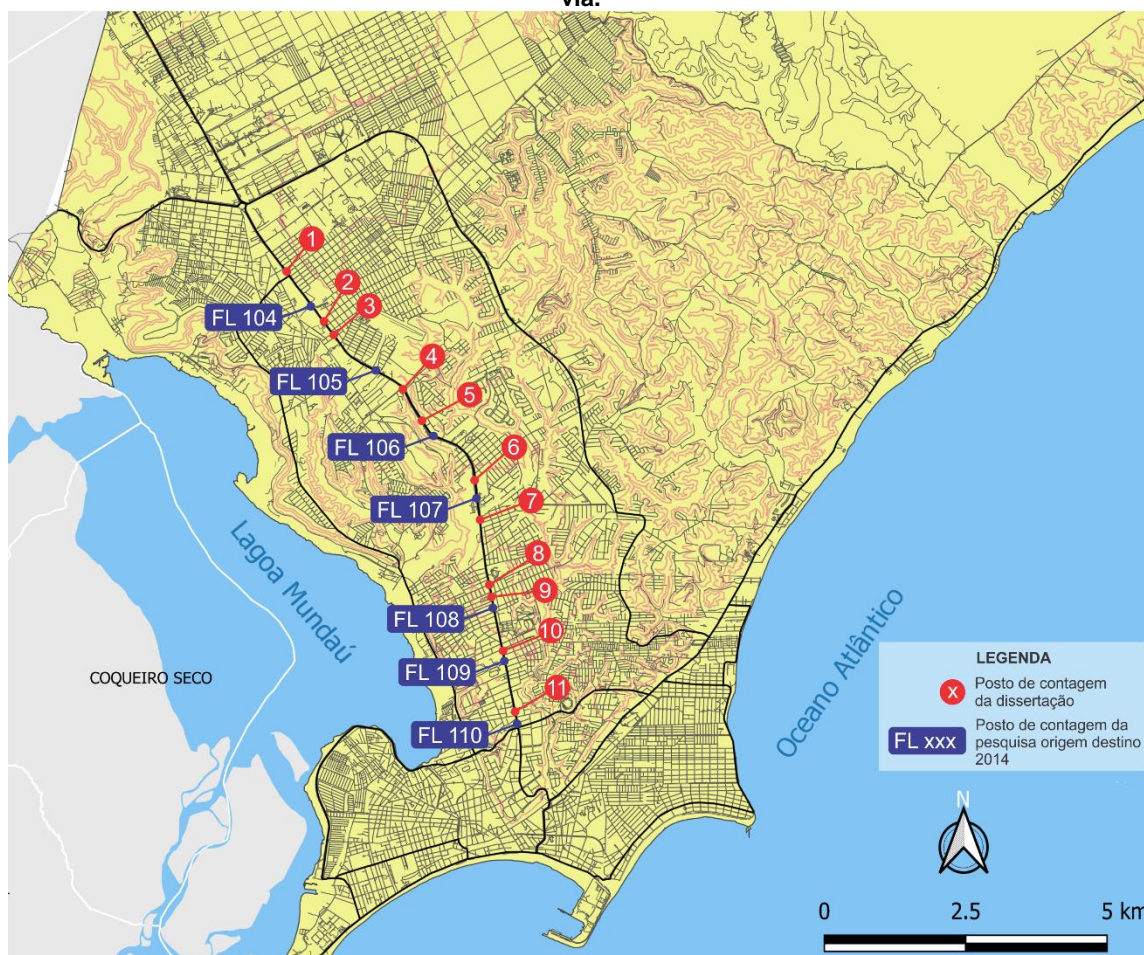 via.
1
2
FL 104
3
4
FL 105
5
FL 106
6
FL 107
7
8
9
FL 108
10
FL 109
11
FL 110
Lagoa Mundaú
COQUEIRO SECO
Oceano Atlântico
LEGENDA
X Posto de contagem
da dissertação
FL xxx Posto de contagem da
pesquisa origem destino
2014
N
0 2.5 5 km